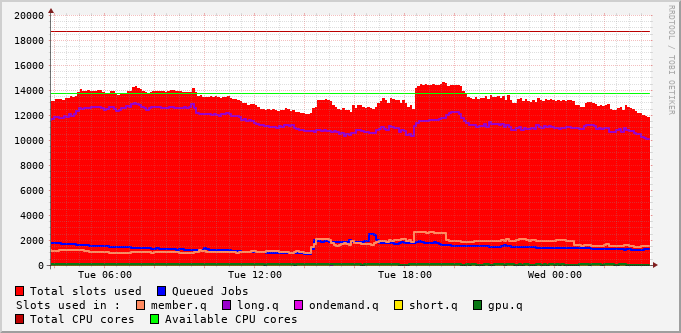 20000
18000
16000
14000
12000
10000
8000
6000
4000
2000
0
Tue 06:00 Tue 12:00 Tue 18:00 Wed 00:00
RRDTOOL / TOBI OETIKER
Total slots used Queued Jobs
Slots used in : member.q long.q ondemand.q short.q gpu.q
Total CPU cores Available CPU cores